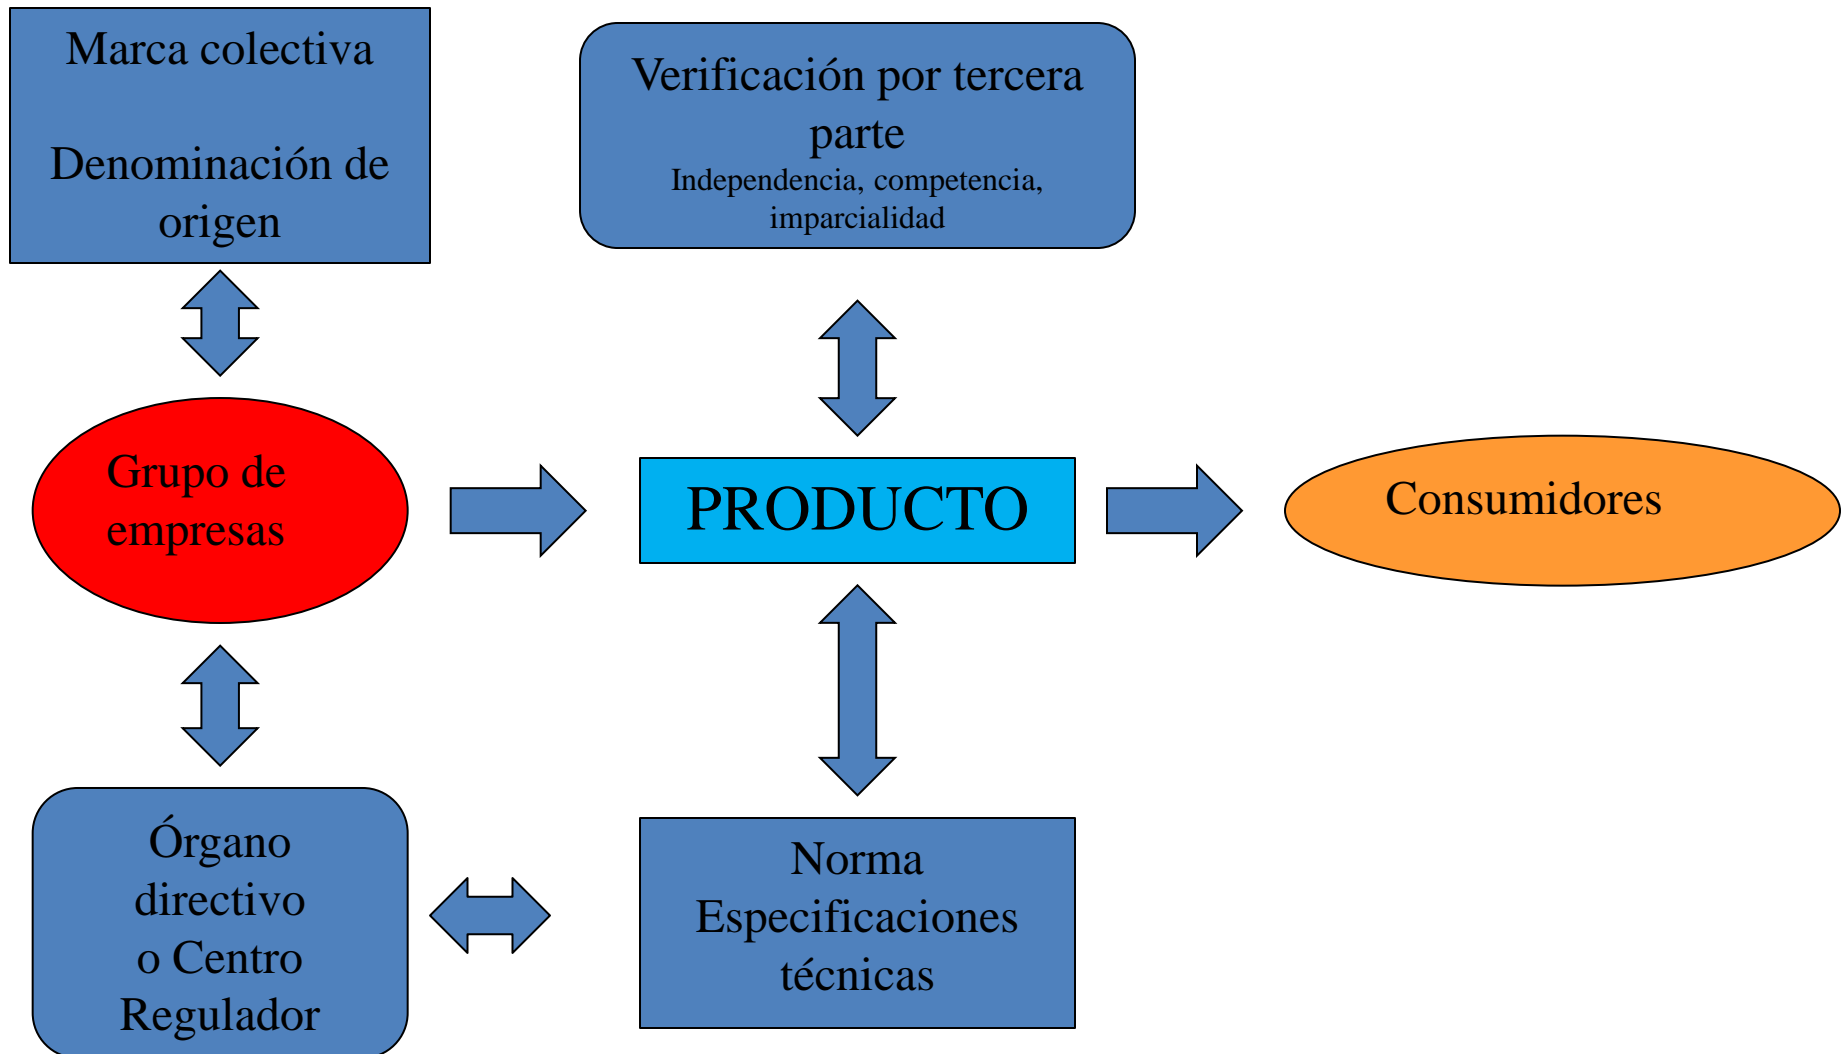 Marca colectiva
Denominación de
origen
Verificación por tercera
parte
Independencia, competencia,
imparcialidad
Grupo de
empresas
PRODUCTO
Consumidores
Órgano
directivo
o Centro
Regulador
Norma
Especificaciones
técnicas